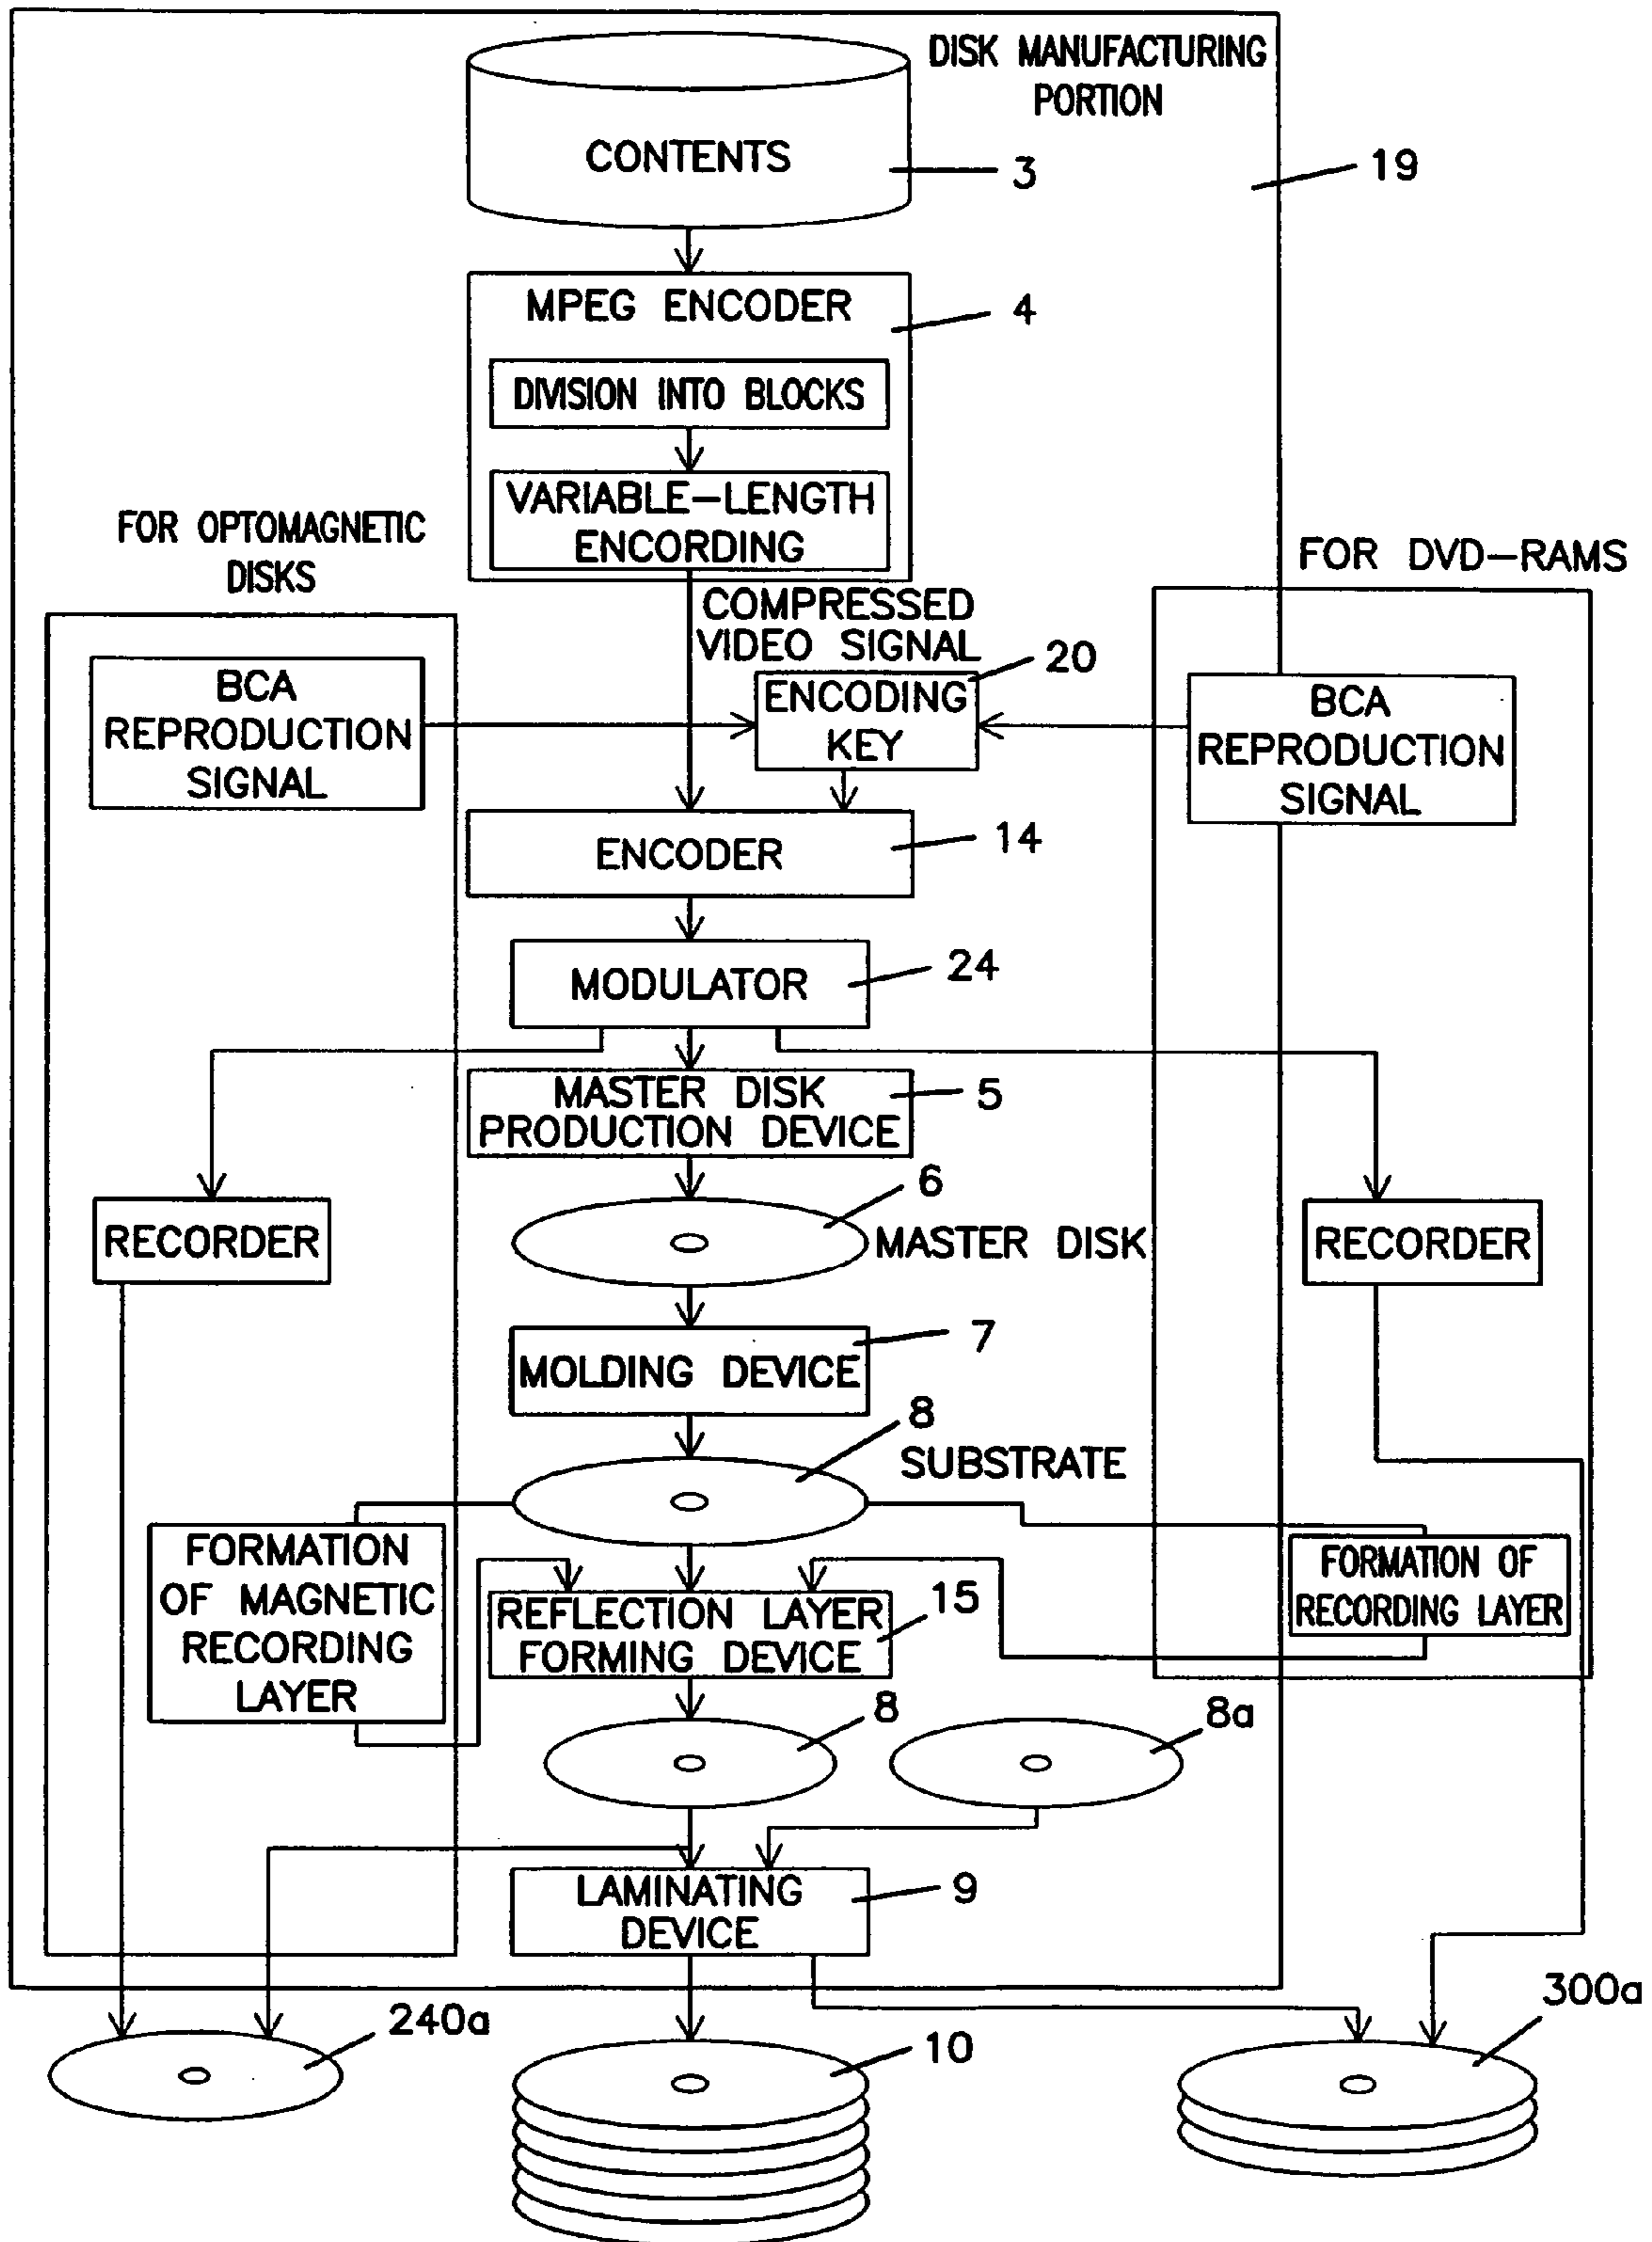 DISK MANUFACTURING
PORTION
CONTENTS
3
19
MPEG ENCODER
4
DIVISION INTO BLOCKS
VARIABLE-LENGTH
ENCORDING
FOR OPTOMAGNETIC
DISKS
FOR DVD-RAMS
COMPRESSED
VIDEO SIGNAL
20
BCA
REPRODUCTION
SIGNAL
ENCODING
KEY
BCA
REPRODUCTION
SIGNAL
ENCODER
14
MODULATOR
24
MASTER DISK
PRODUCTION DEVICE
5
6
RECORDER
MASTER DISK
RECORDER
MOLDING DEVICE
7
8
SUBSTRATE
FORMATION
OF MAGNETIC
RECORDING
LAYER
REFLECTION LAYER
FORMING DEVICE
15
FORMATION OF
RECORDING LAYER
8
8a
LAMINATING
DEVICE
9
240a
10
300a